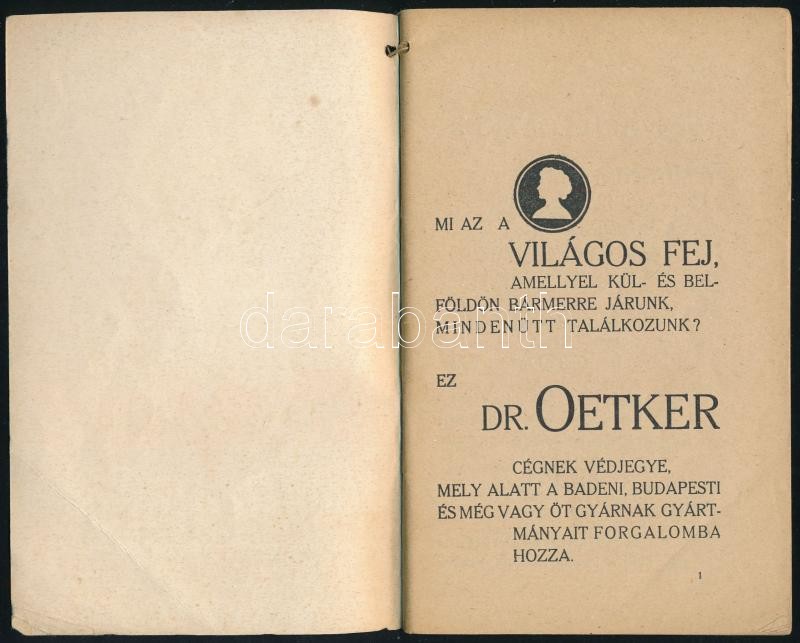 MI AZ A
VILÁGOS FEJ,
AMELLYEL KÜL- ÉS BEL-
FÖLDÖN BÁRMERRE JÁRUNK,
MINDENÜTT TALÁLKOZUNK?
EZ
DR. OETKER
CÉGNEK VÉDJEGYE,
MELY ALATT A BADENI, BUDAPESTI
ÉS MÉG VAGY ÖT GYÁRNAK GYÁRT-
MÁNYAIT FORGALOMBA
HOZZA.
1
darabanth